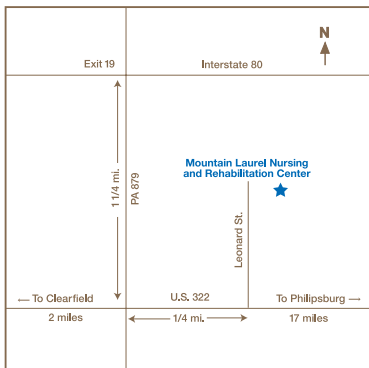 N
Exit 19
Interstate 80
Mountain Laurel Nursing
and Rehabilitation Center
1 1/4 mi.
PA 879
Leonard St.
← To Clearfield
U.S. 322
To Philipsburg →
2 miles
1/4 mi.
17 miles